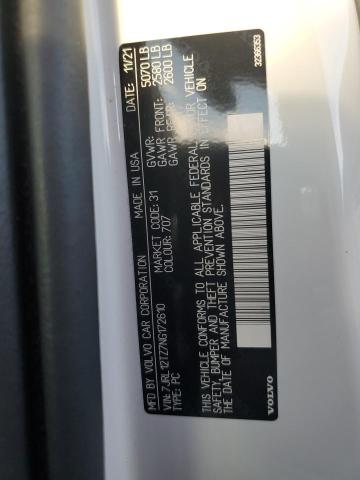 MFD BY VOLVO CAR CORPORATION MADE IN USA DATE: 11/21
VIN: 7JRL12TZ7NG172610 MARKET CODE: 31 GVWR: 5070 LB
TYPE: PC COLOUR: 707 GAWR FRONT: 2580 LB
GAWR REAR: 2600 LB
THIS VEHICLE CONFORMS TO ALL APPLICABLE FEDERAL MOTOR VEHICLE
SAFETY, BUMPER AND THEFT PREVENTION STANDARDS IN EFFECT ON THE
DATE OF MANUFACTURE SHOWN ABOVE.
VOLVO 32366353